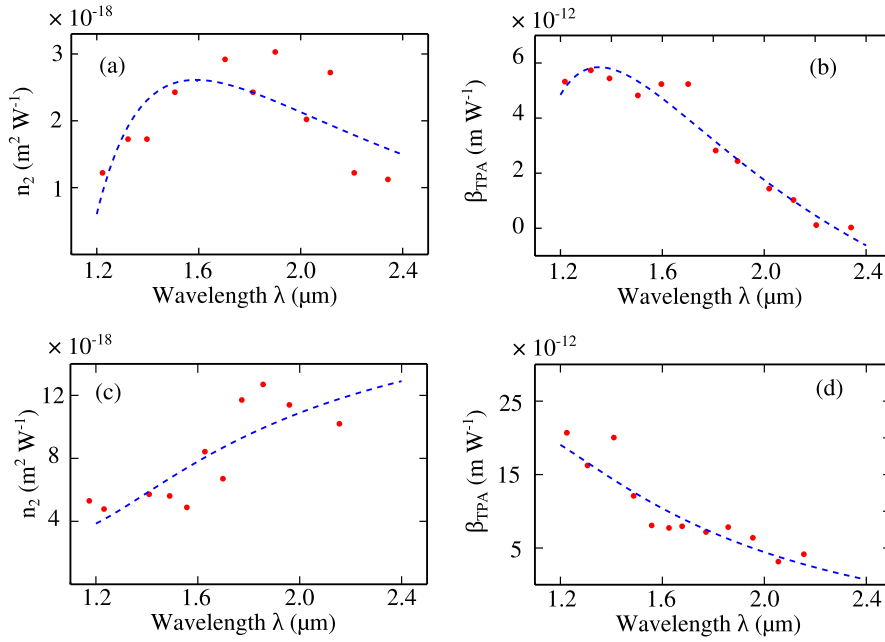 × 10⁻¹⁸
3
2
1
n₂ (m² W⁻¹)
(a)
1.2 1.6 2.0 2.4
Wavelength λ (µm)
× 10⁻¹²
6
4
2
0
β_TPA (m W⁻¹)
(b)
1.2 1.6 2.0 2.4
Wavelength λ (µm)
× 10⁻¹⁸
12
8
4
n₂ (m² W⁻¹)
(c)
1.2 1.6 2.0 2.4
Wavelength λ (µm)
× 10⁻¹²
25
15
5
β_TPA (m W⁻¹)
(d)
1.2 1.6 2.0 2.4
Wavelength λ (µm)